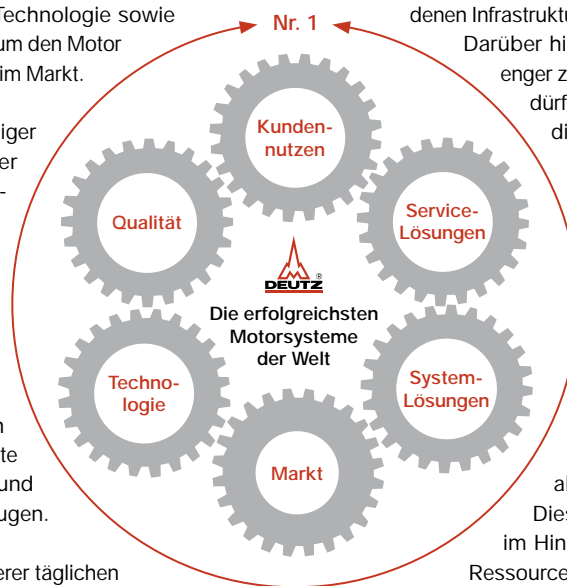 Technologie sowie
um den Motor
im Markt.
iger
er
-
te
und
ugen.
erer täglichen
Nr. 1
Kunden-
nutzen
Qualität
Service-
Lösungen
DEUTZ®
Die erfolgreichsten
Motorsysteme
der Welt
Techno-
logie
System-
Lösungen
Markt
denen Infrastruktu
Darüber hi
enger z
dürf
di
al
Dies
im Hin
Ressource